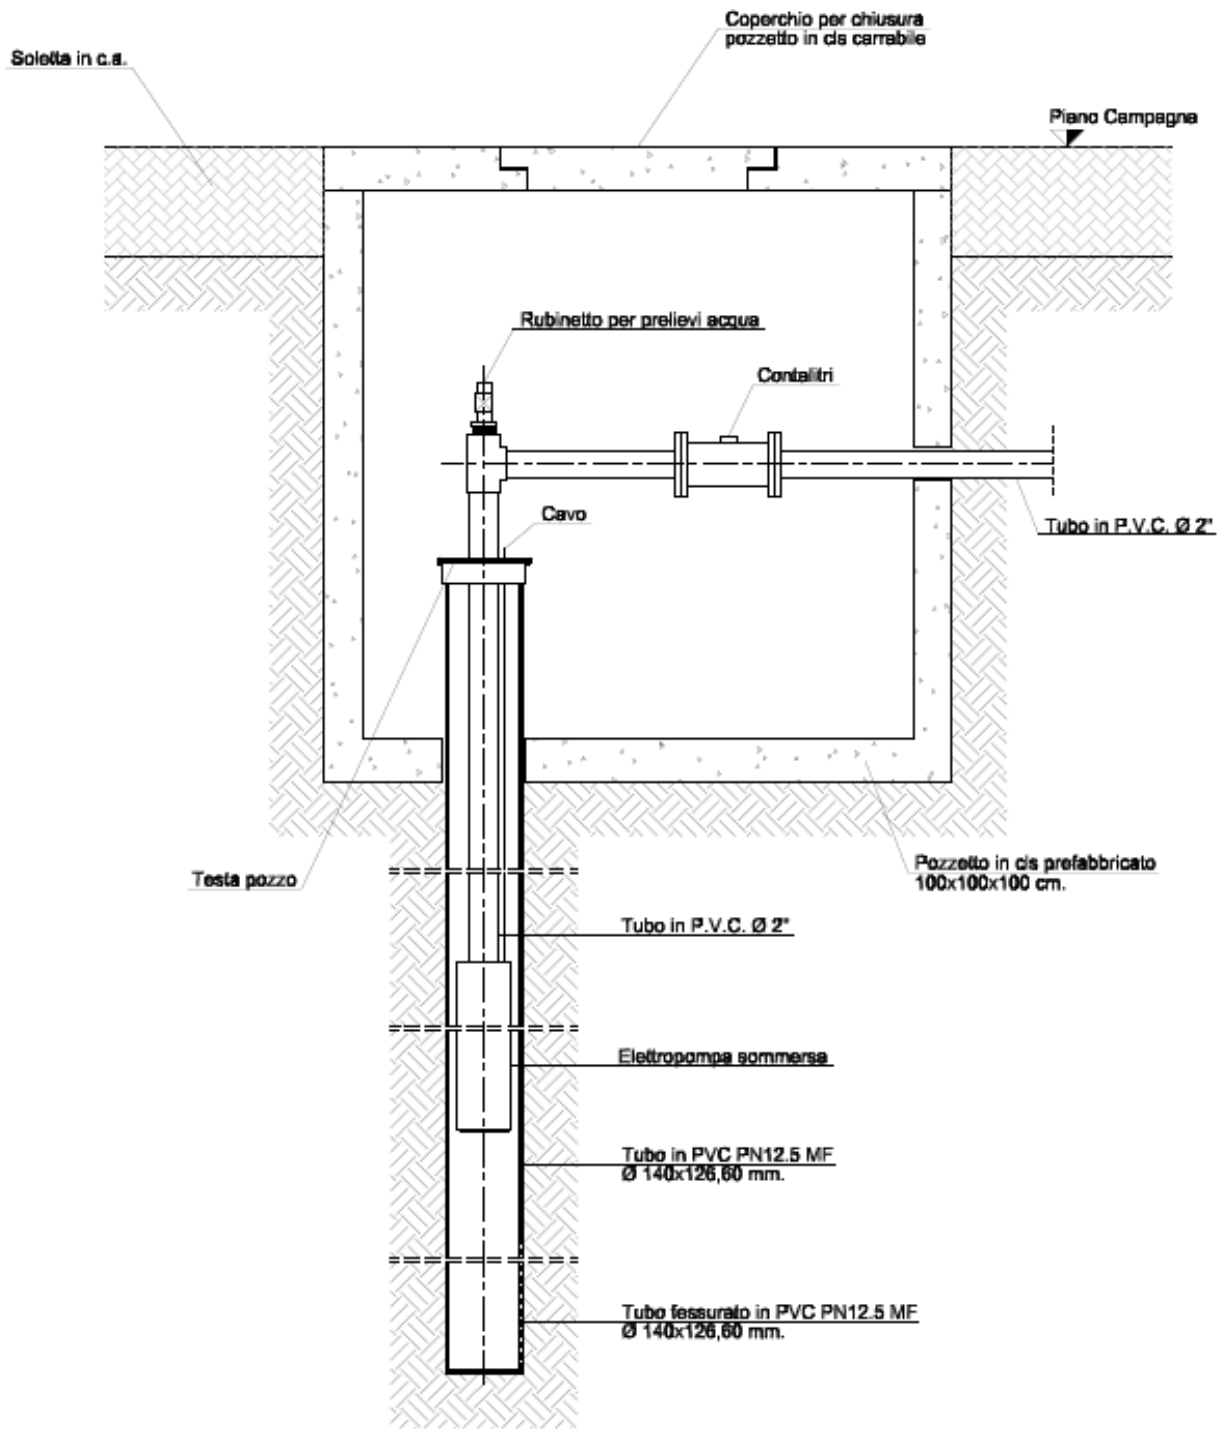 Coperchio per chiusura
pozzetto in cls carrabile
Soletta in c.a.
Piano Campagna
Rubinetto per prelievi acqua
Contalitri
Cavo
Tubo in P.V.C. Ø 2"
Testa pozzo
Pozzetto in cls prefabbricato
100x100x100 cm.
Tubo in P.V.C. Ø 2"
Elettropompa sommersa
Tubo in PVC PN12.5 MF
Ø 140x126,60 mm.
Tubo fessurato in PVC PN12.5 MF
Ø 140x126,60 mm.